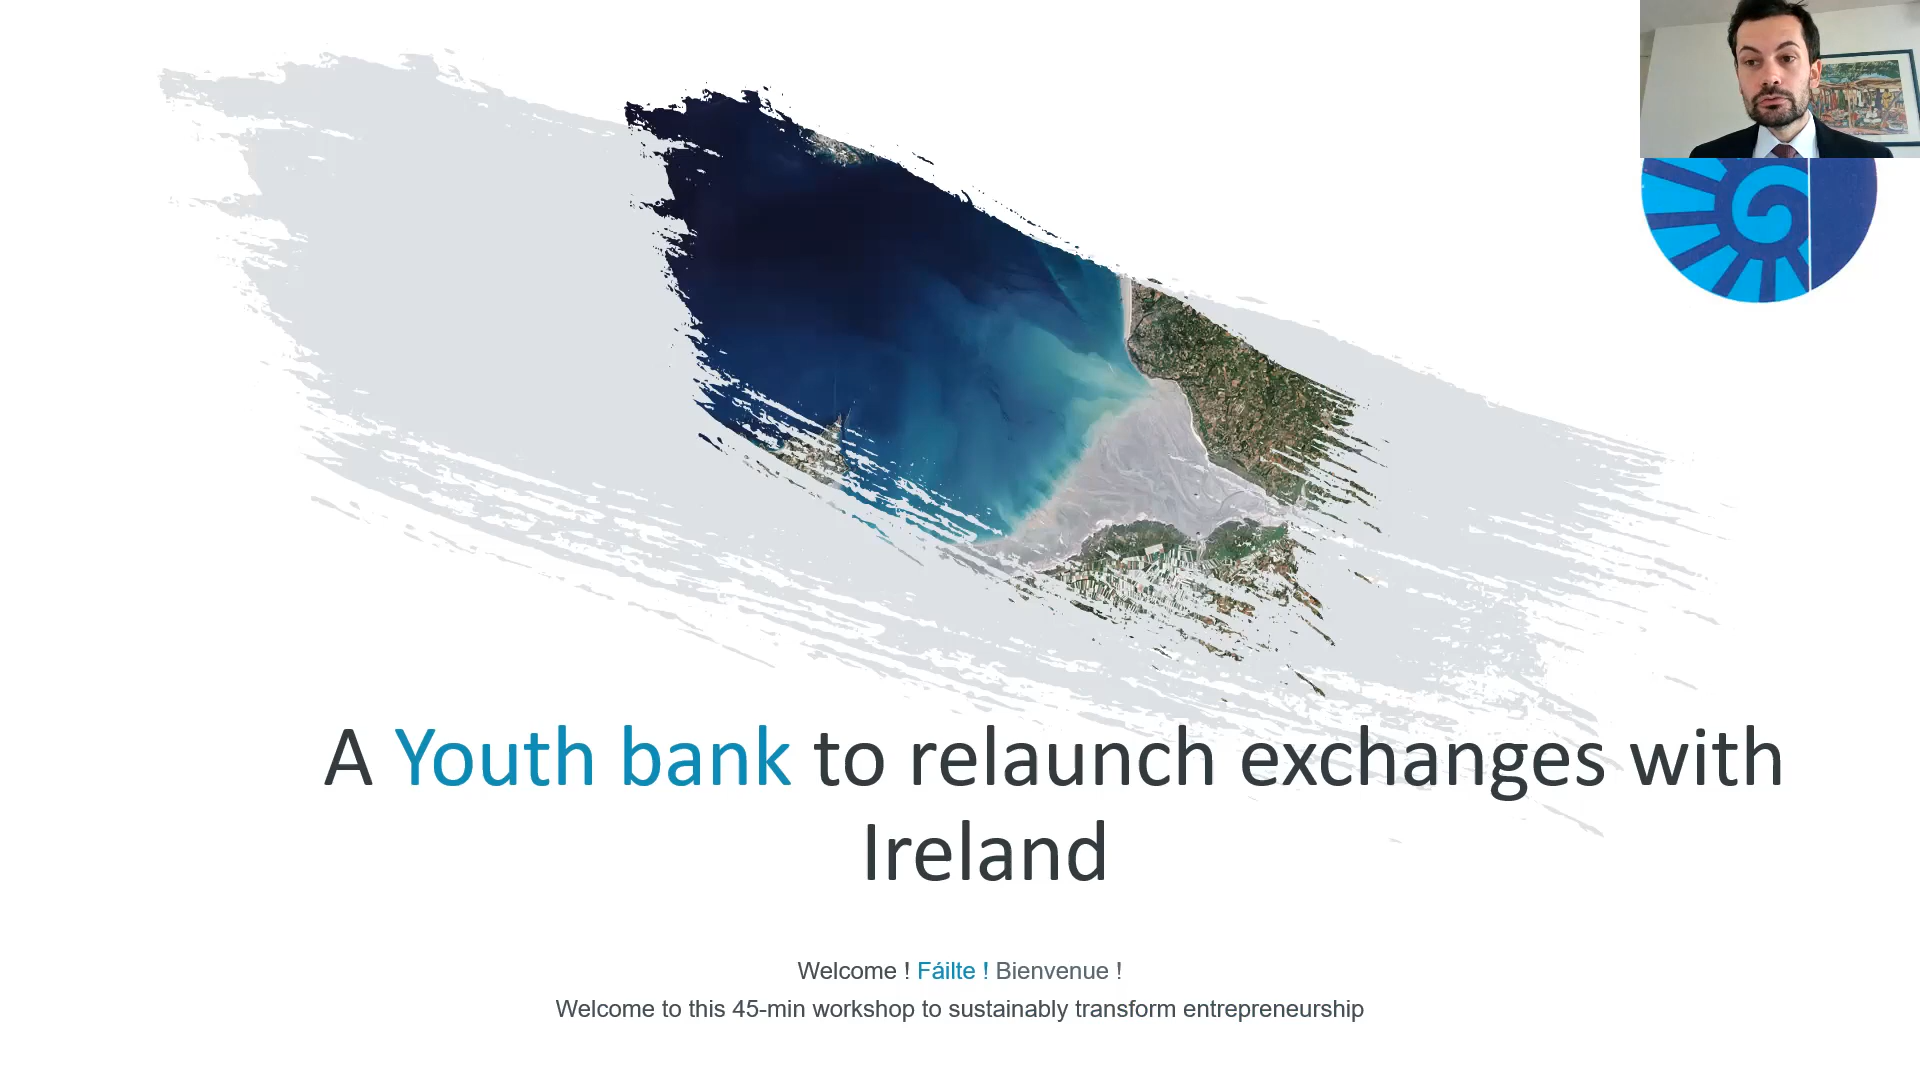 A Youth bank to relaunch exchanges with
Ireland
Welcome ! Fáilte ! Bienvenue !
Welcome to this 45-min workshop to sustainably transform entrepreneurship